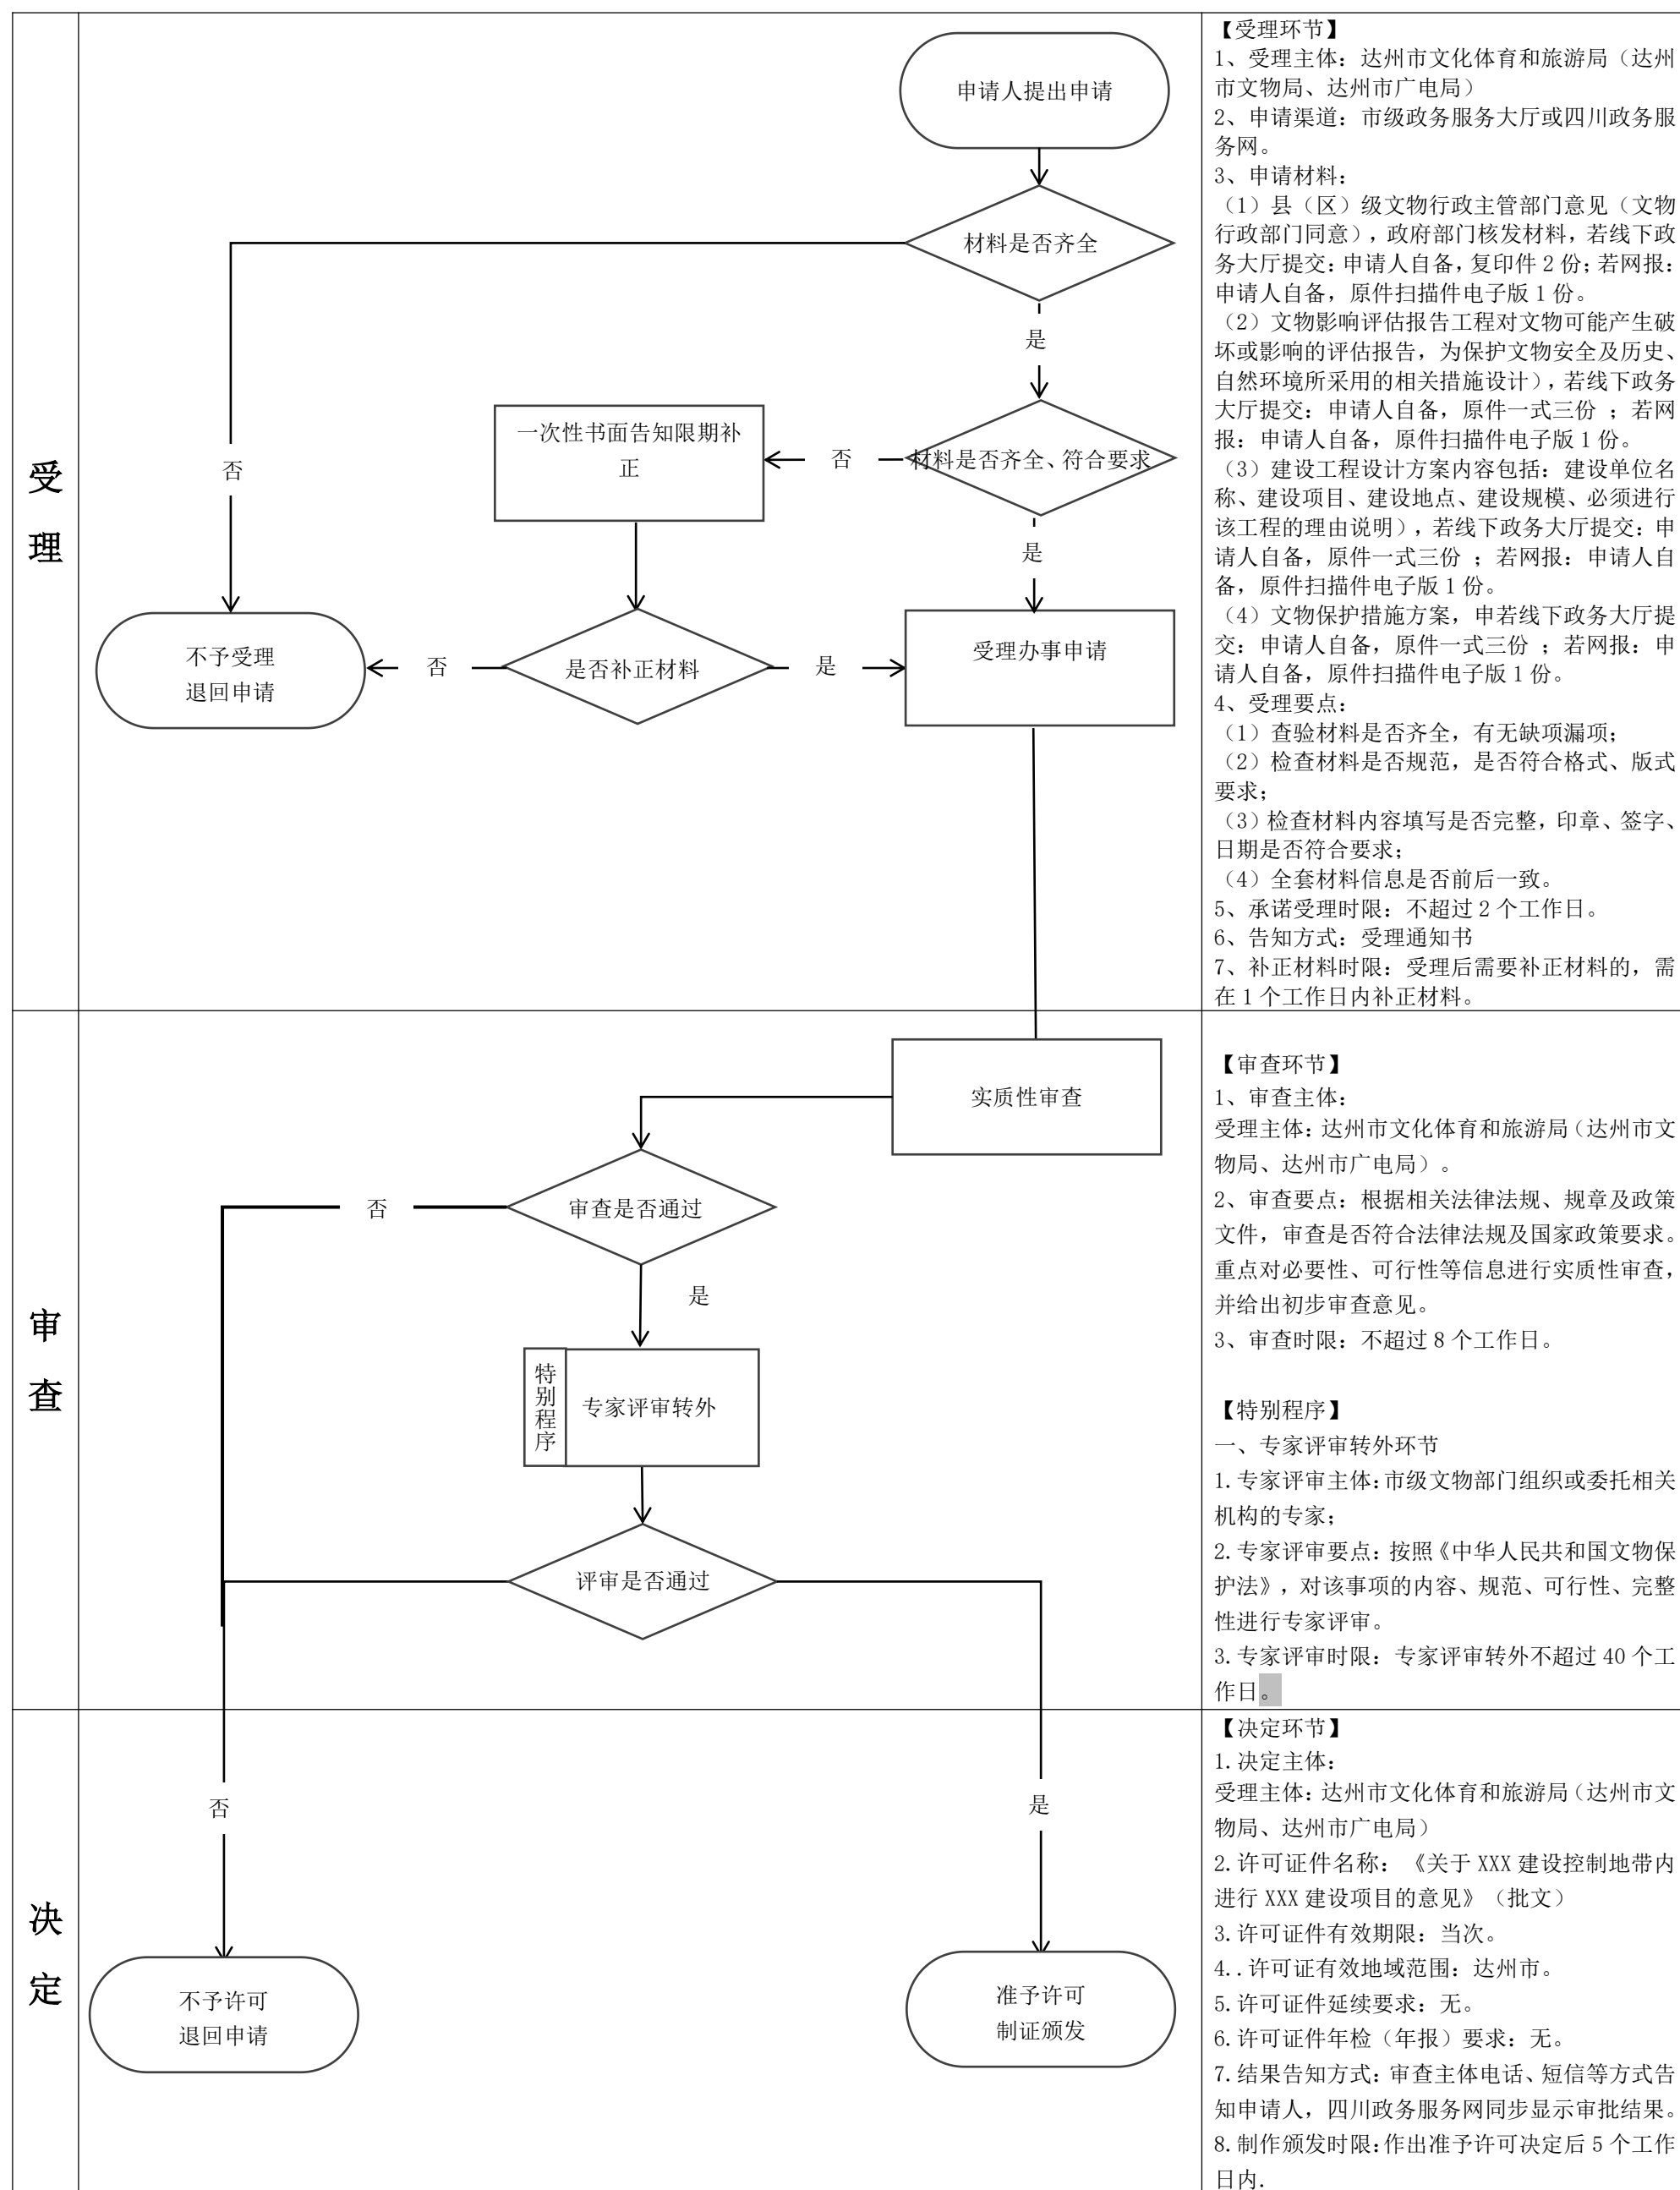 受
理
申请人提出申请
材料是否齐全
是
一次性书面告知限期补
正
否
材料是否齐全、符合要求
否
是
不予受理
退回申请
否
是否补正材料
是
受理办事申请
【受理环节】
1、受理主体：达州市文化体育和旅游局（达州
市文物局、达州市广电局）
2、申请渠道：市级政务服务大厅或四川政务服
务网。
3、申请材料：
（1）县（区）级文物行政主管部门意见（文物
行政部门同意），政府部门核发材料，若线下政
务大厅提交：申请人自备，复印件 2 份；若网报：
申请人自备，原件扫描件电子版 1 份。
（2）文物影响评估报告工程对文物可能产生破
坏或影响的评估报告，为保护文物安全及历史、
自然环境所采用的相关措施设计），若线下政务
大厅提交：申请人自备，原件一式三份 ；若网
报：申请人自备，原件扫描件电子版 1 份。
（3）建设工程设计方案内容包括：建设单位名
称、建设项目、建设地点、建设规模、必须进行
该工程的理由说明），若线下政务大厅提交：申
请人自备，原件一式三份 ；若网报：申请人自
备，原件扫描件电子版 1 份。
（4）文物保护措施方案，申若线下政务大厅提
交：申请人自备，原件一式三份 ；若网报：申
请人自备，原件扫描件电子版 1 份。
4、受理要点：
（1）查验材料是否齐全，有无缺项漏项；
（2）检查材料是否规范，是否符合格式、版式
要求；
（3）检查材料内容填写是否完整，印章、签字、
日期是否符合要求；
（4）全套材料信息是否前后一致。
5、承诺受理时限：不超过 2 个工作日。
6、告知方式：受理通知书
7、补正材料时限：受理后需要补正材料的，需
在 1 个工作日内补正材料。
审
查
实质性审查
审查是否通过
否
是
特别程序
专家评审转外
评审是否通过
【审查环节】
1、审查主体：
受理主体：达州市文化体育和旅游局（达州市文
物局、达州市广电局）。
2、审查要点：根据相关法律法规、规章及政策
文件，审查是否符合法律法规及国家政策要求。
重点对必要性、可行性等信息进行实质性审查，
并给出初步审查意见。
3、审查时限：不超过 8 个工作日。
【特别程序】
一、专家评审转外环节
1.专家评审主体：市级文物部门组织或委托相关
机构的专家；
2.专家评审要点：按照《中华人民共和国文物保
护法》，对该事项的内容、规范、可行性、完整
性进行专家评审。
3.专家评审时限：专家评审转外不超过 40 个工
作日。
决
定
否
是
不予许可
退回申请
准予许可
制证颁发
【决定环节】
1.决定主体：
受理主体：达州市文化体育和旅游局（达州市文
物局、达州市广电局）
2.许可证件名称：《关于 XXX 建设控制地带内
进行 XXX 建设项目的意见》（批文）
3.许可证件有效期限：当次。
4..许可证有效地域范围：达州市。
5.许可证件延续要求：无。
6.许可证件年检（年报）要求：无。
7.结果告知方式：审查主体电话、短信等方式告
知申请人，四川政务服务网同步显示审批结果。
8.制作颁发时限：作出准予许可决定后 5 个工作
日内.